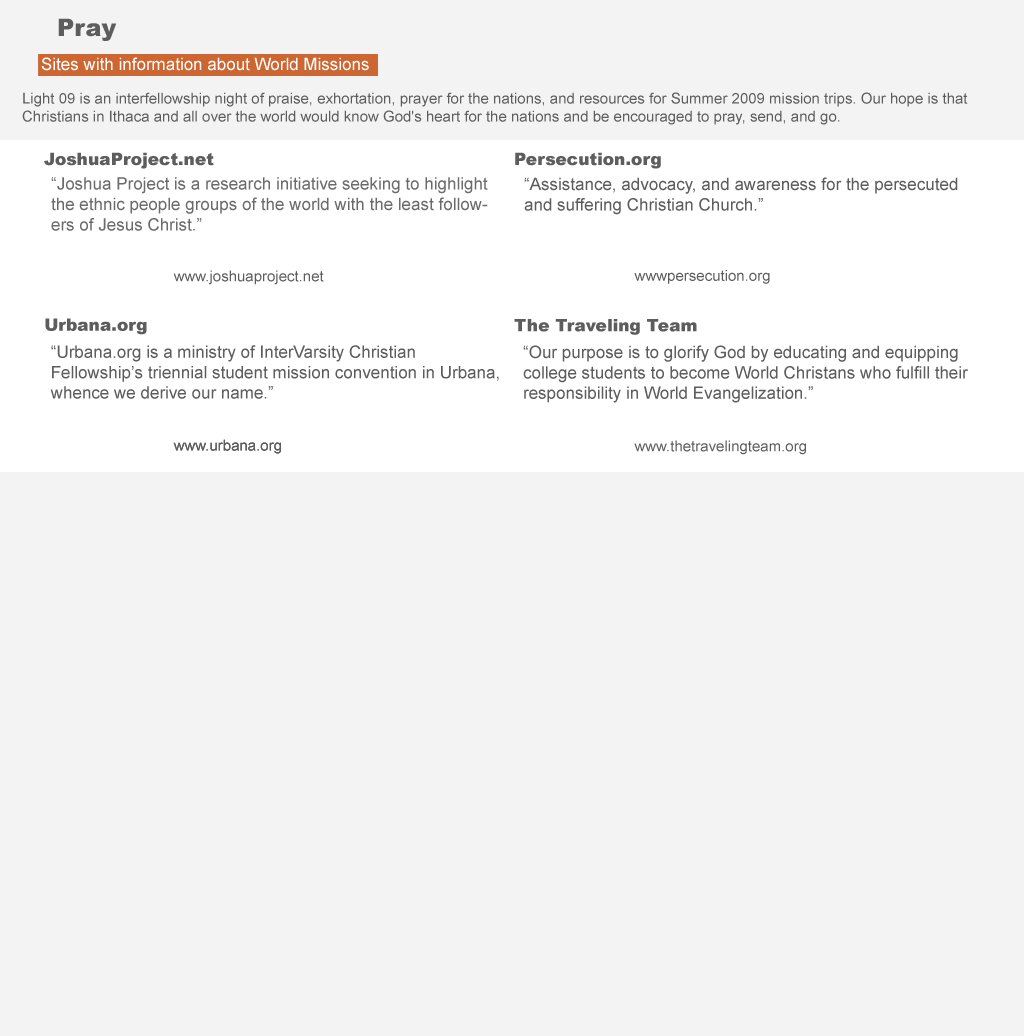 Pray
Sites with information about World Missions
Light 09 is an interfellowship night of praise, exhortation, prayer for the nations, and resources for Summer 2009 mission trips. Our hope is that
Christians in Ithaca and all over the world would know God's heart for the nations and be encouraged to pray, send, and go.
JoshuaProject.net
“Joshua Project is a research initiative seeking to highlight
the ethnic people groups of the world with the least follow-
ers of Jesus Christ.”
www.joshuaproject.net
Persecution.org
“Assistance, advocacy, and awareness for the persecuted
and suffering Christian Church.”
wwwpersecution.org
Urbana.org
“Urbana.org is a ministry of InterVarsity Christian
Fellowship’s triennial student mission convention in Urbana,
whence we derive our name.”
www.urbana.org
The Traveling Team
“Our purpose is to glorify God by educating and equipping
college students to become World Christans who fulfill their
responsibility in World Evangelization.”
www.thetravelingteam.org